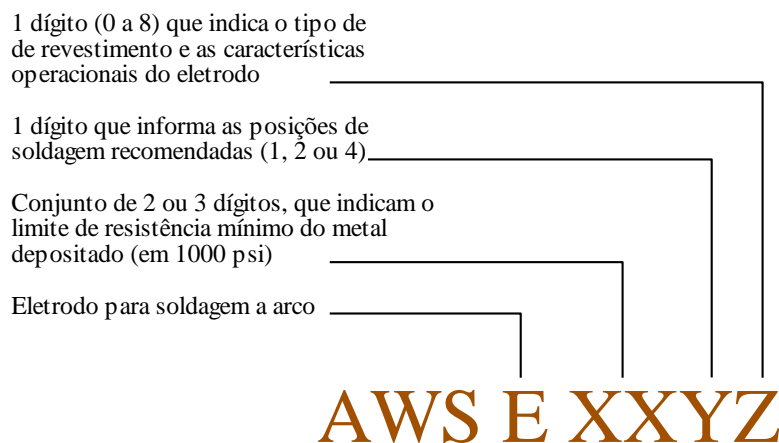 1 dígito (0 a 8) que indica o tipo de
de revestimento e as características
operacionais do eletrodo
1 dígito que informa as posições de
soldagem recomendadas (1, 2 ou 4)
Conjunto de 2 ou 3 dígitos, que indicam o
limite de resistência mínimo do metal
depositado (em 1000 psi)
Eletrodo para soldagem a arco
AWS E XXYZ